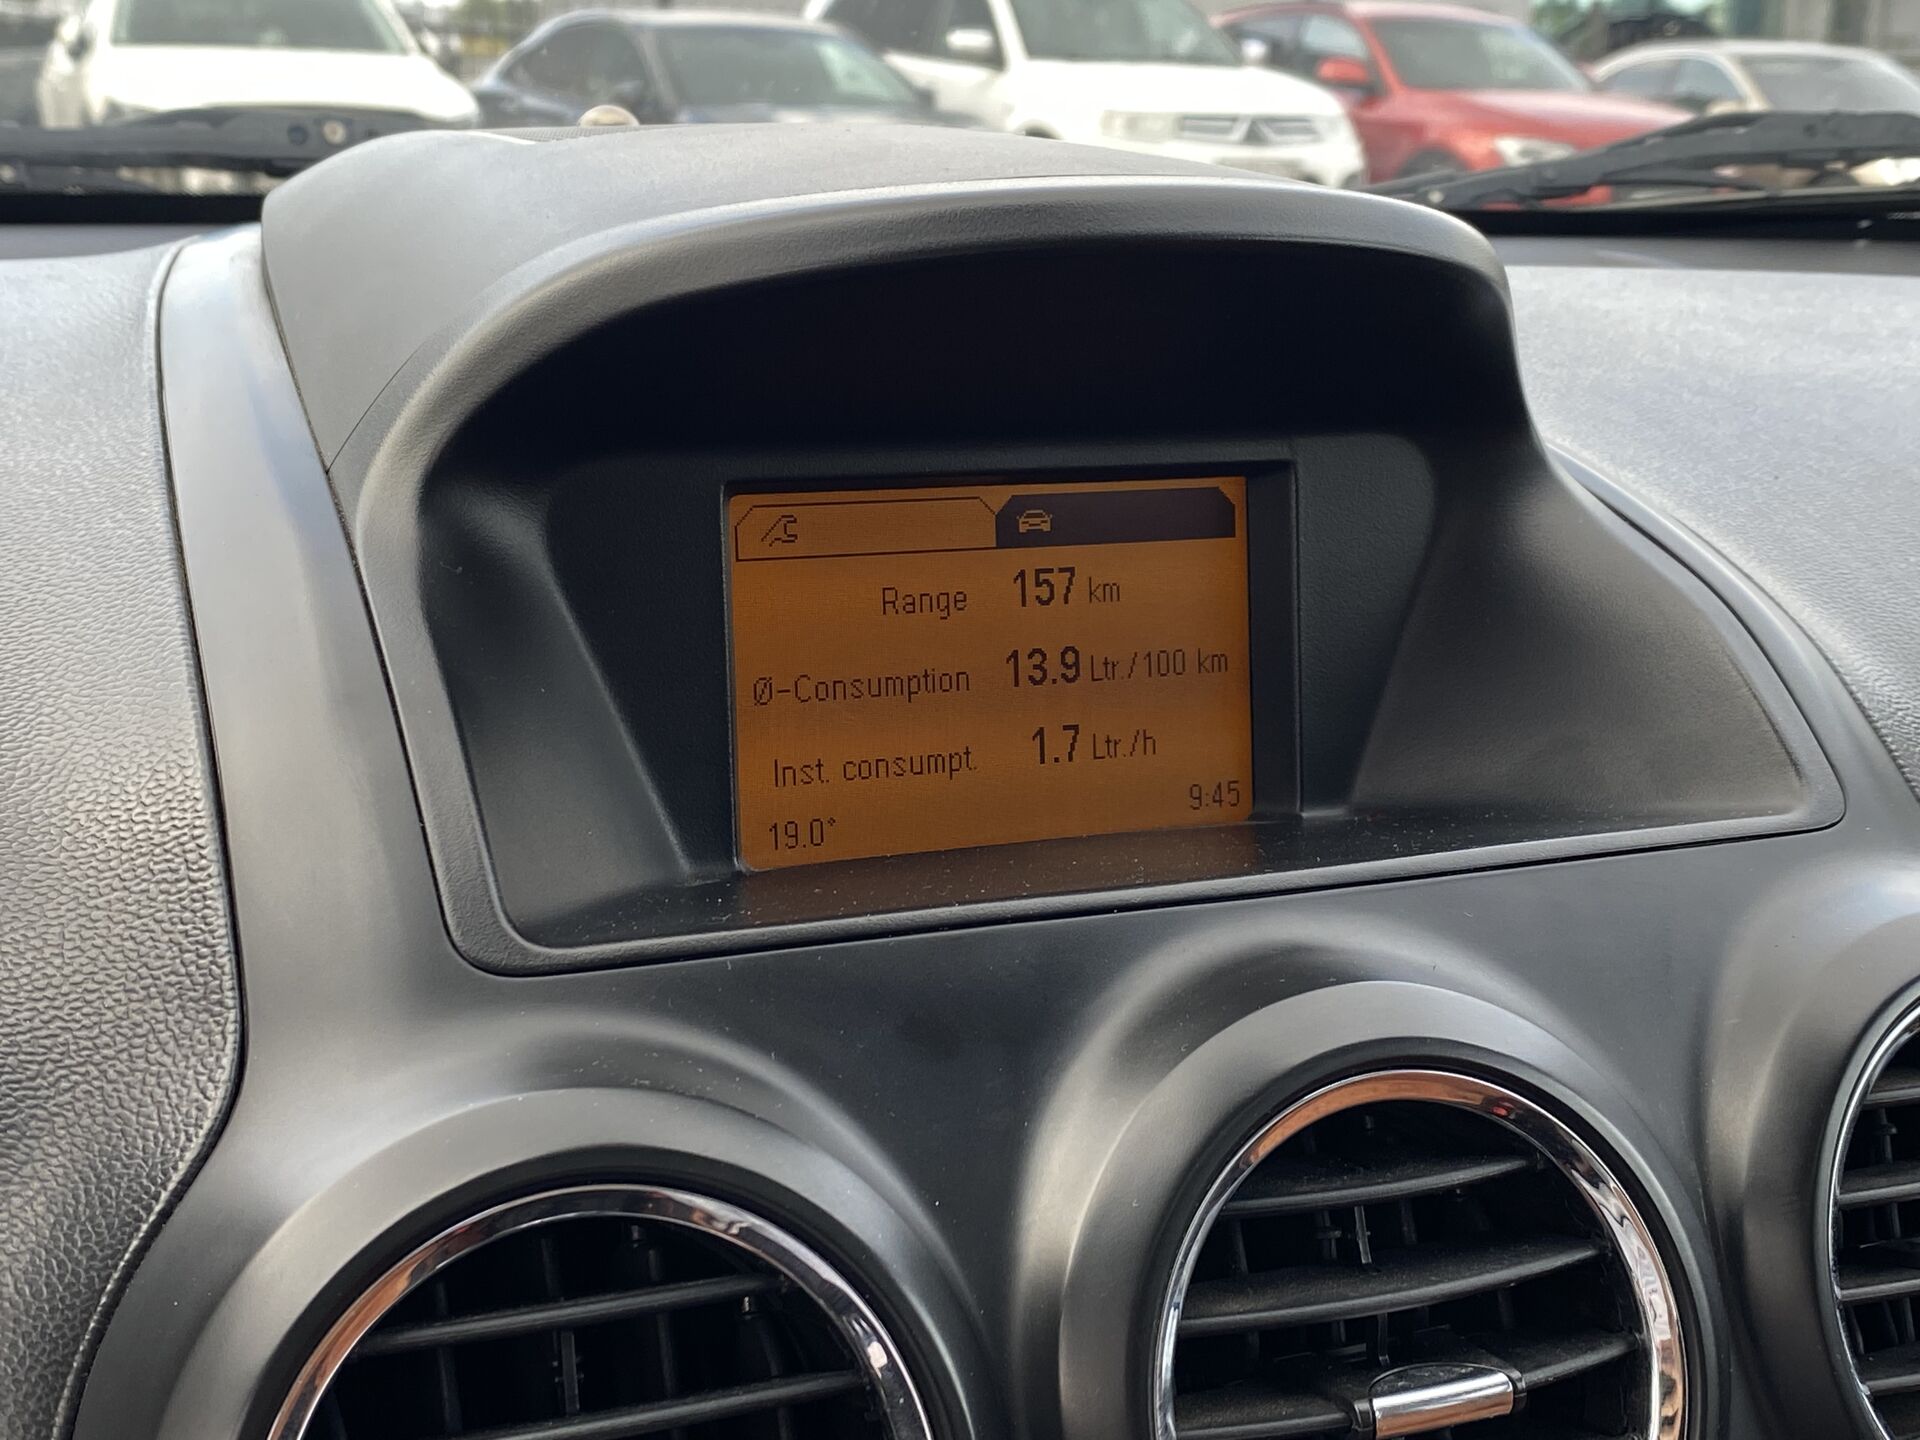 Range 157 km
Ø-Consumption 13.9 Ltr./100 km
Inst. consumpt. 1.7 Ltr./h
9:45
19.0°